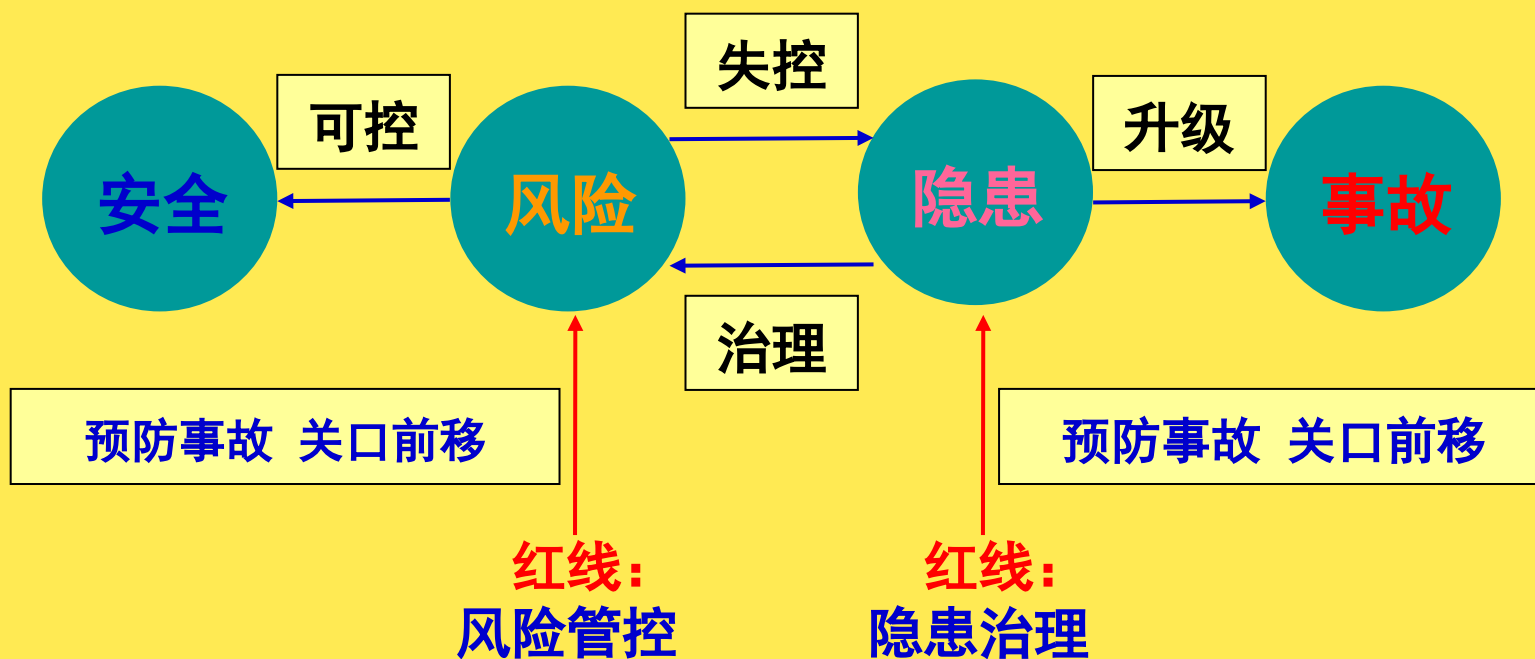 失控
可控
升级
安全
风险
隐患
事故
治理
预防事故 关口前移
预防事故 关口前移
红线：
风险管控
红线：
隐患治理